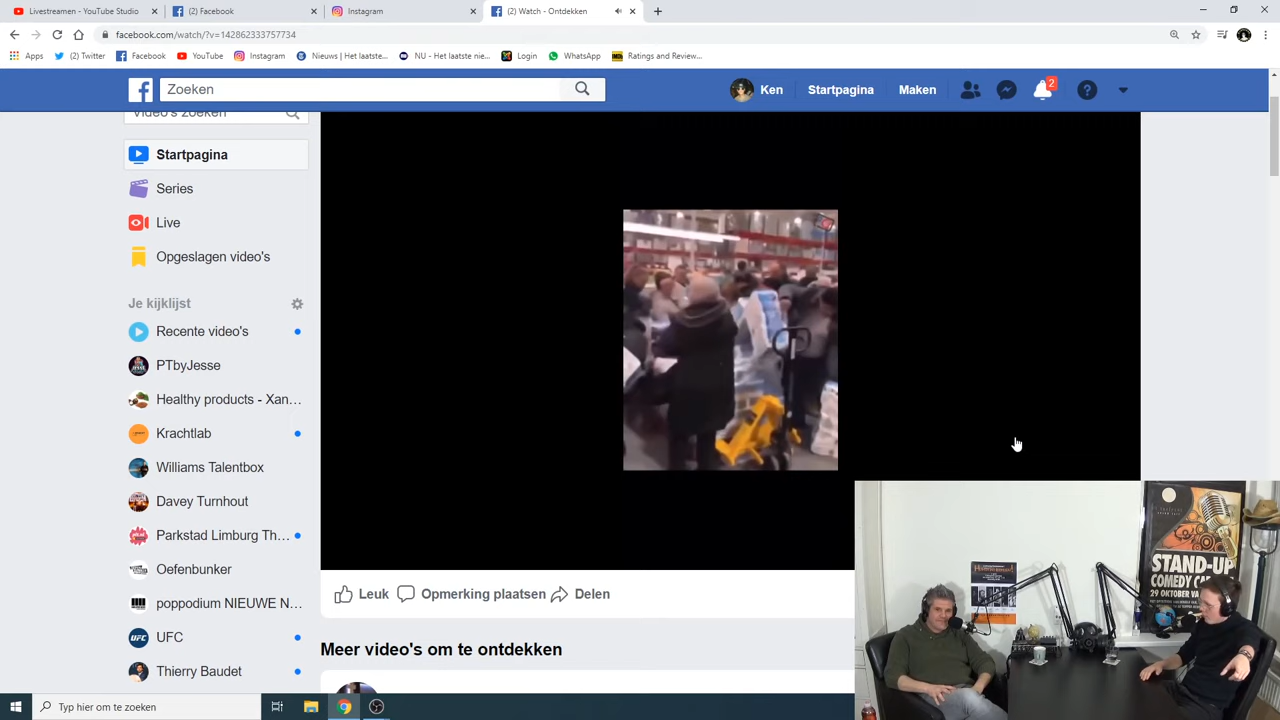 Livestreamen - YouTube Studio
(2) Facebook
Instagram
(2) Watch - Ontdekken
facebook.com/watch/?v=142862333757734
Apps
(2) Twitter
Facebook
YouTube
Instagram
Nieuws | Het laatste...
NU - Het laatste nie...
Login
WhatsApp
Ratings and Review...
Zoeken
Ken
Startpagina
Maken
2
Video's zoeken
Startpagina
Series
Live
Opgeslagen video's
Je kijklijst
Recente video's
PTbyJesse
Healthy products - Xan...
Krachtlab
Williams Talentbox
Davey Turnhout
Parkstad Limburg Th...
Oefenbunker
poppodium NIEUWE N...
UFC
Thierry Baudet
Leuk
Opmerking plaatsen
Delen
Meer video's om te ontdekken
STAND-UP
COMEDY CA
29 OKTOBER
Typ hier om te zoeken